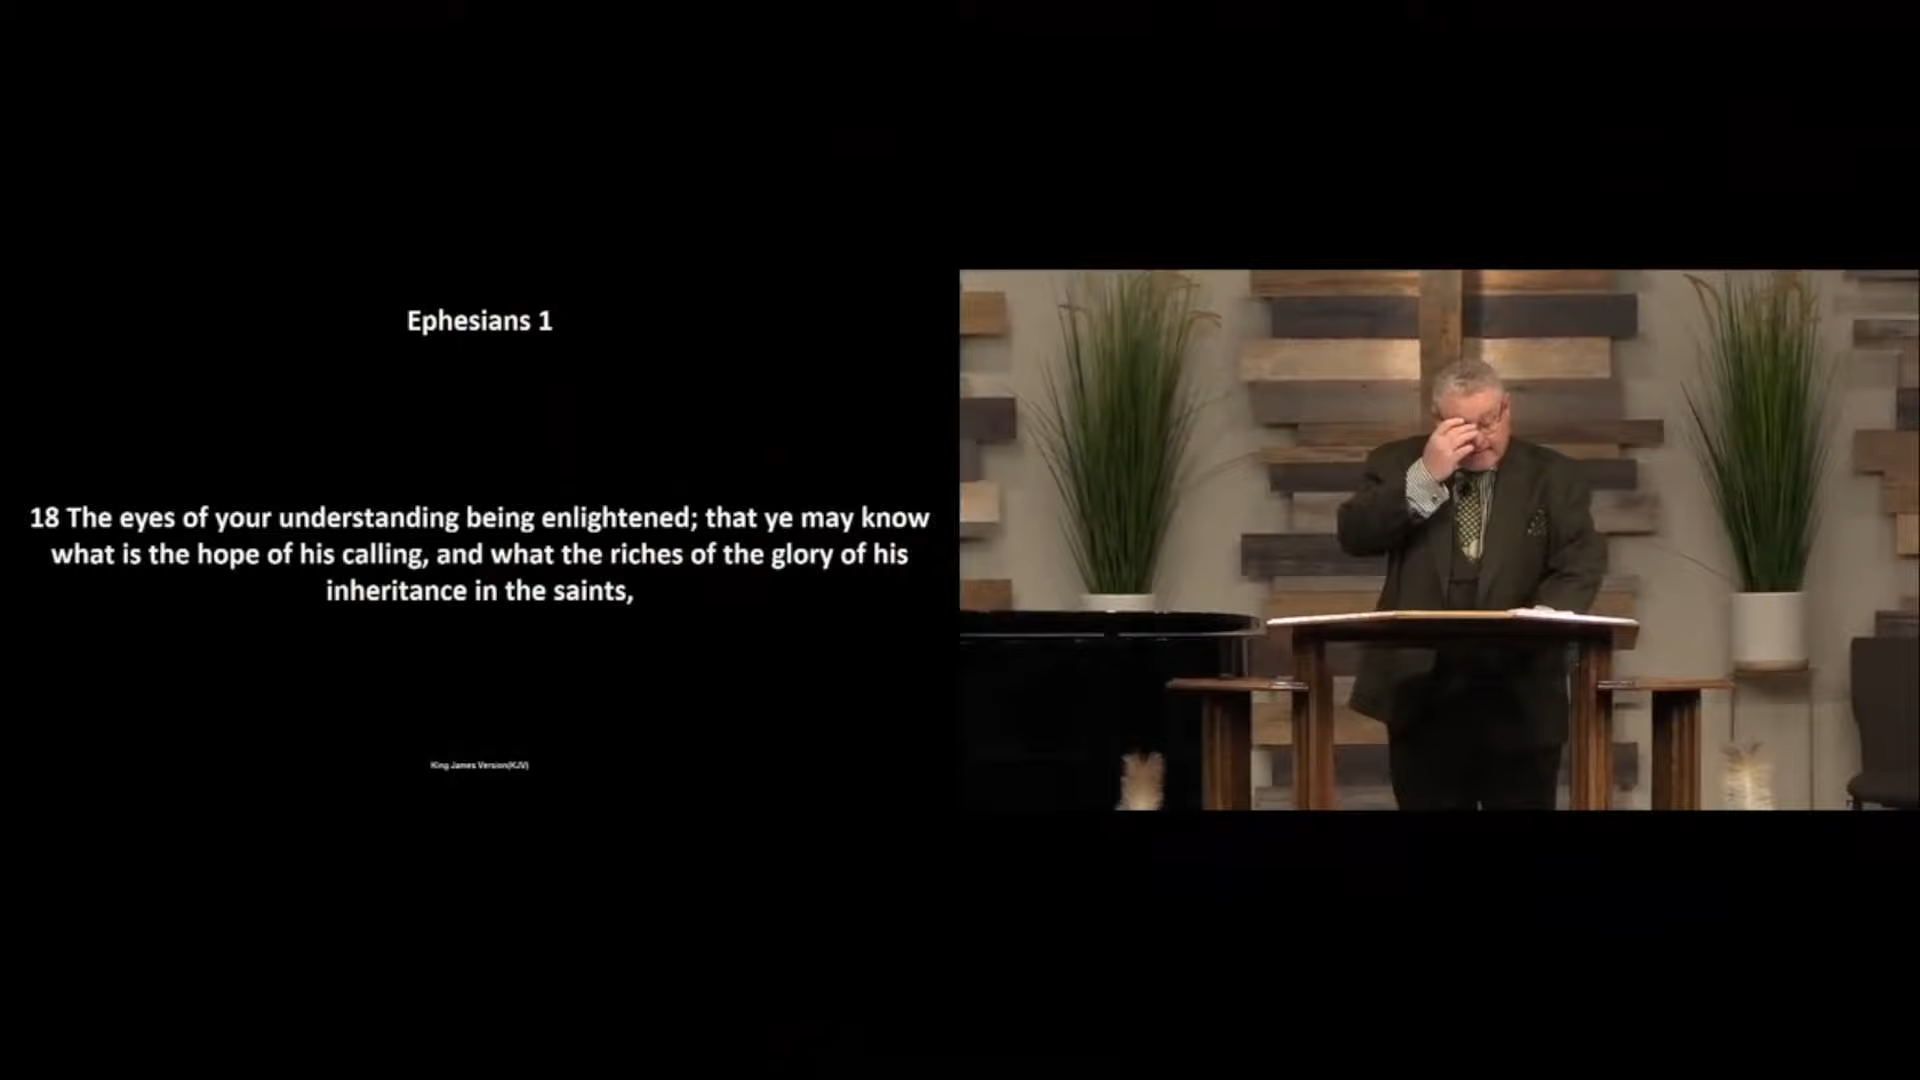 Ephesians 1
18 The eyes of your understanding being enlightened; that ye may know
what is the hope of his calling, and what the riches of the glory of his
inheritance in the saints,
King James Version(KJV)